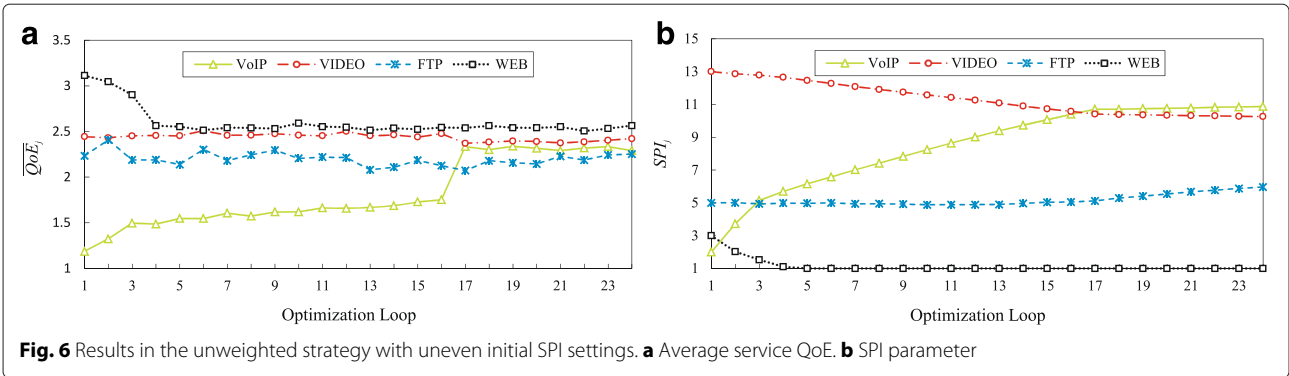 a
3.5
3
2.5
2
1.5
1
QoE_j
VoIP VIDEO FTP WEB
1 3 5 7 9 11 13 15 17 19 21 23
Optimization Loop
b
15
13
11
9
7
5
3
1
SPI_j
VoIP VIDEO FTP WEB
1 3 5 7 9 11 13 15 17 19 21 23
Optimization Loop
Fig. 6 Results in the unweighted strategy with uneven initial SPI settings. a Average service QoE. b SPI parameter